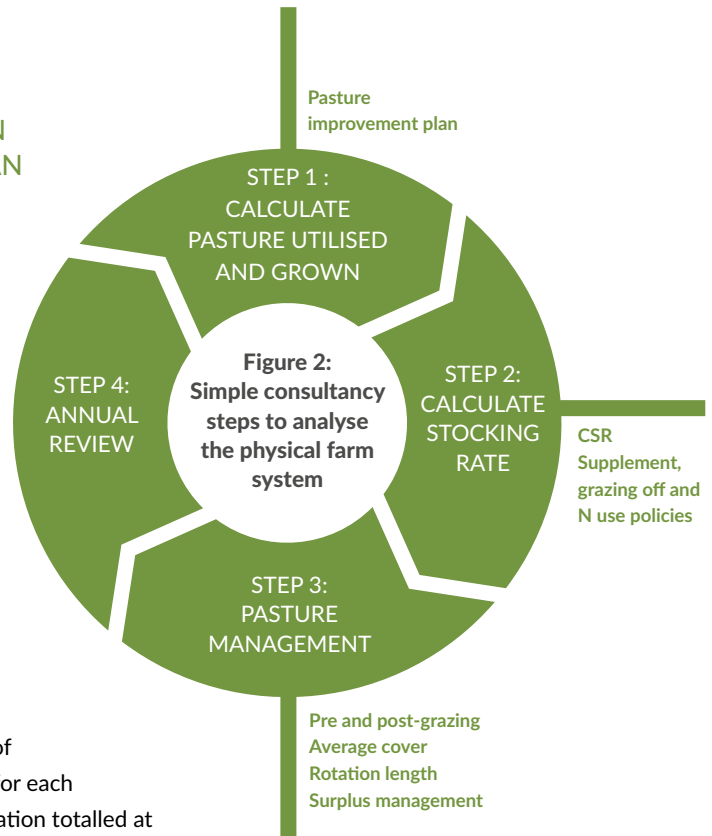 Pasture
improvement plan
N
AN
STEP 1 :
CALCULATE
PASTURE UTILISED
AND GROWN
Figure 2:
Simple consultancy
steps to analyse
the physical farm
system
STEP 2:
CALCULATE
STOCKING
RATE
CSR
Supplement,
grazing off and
N use policies
STEP 3:
PASTURE
MANAGEMENT
Pre and post-grazing
Average cover
Rotation length
Surplus management
STEP 4:
ANNUAL
REVIEW
of
or each
ation totalled at